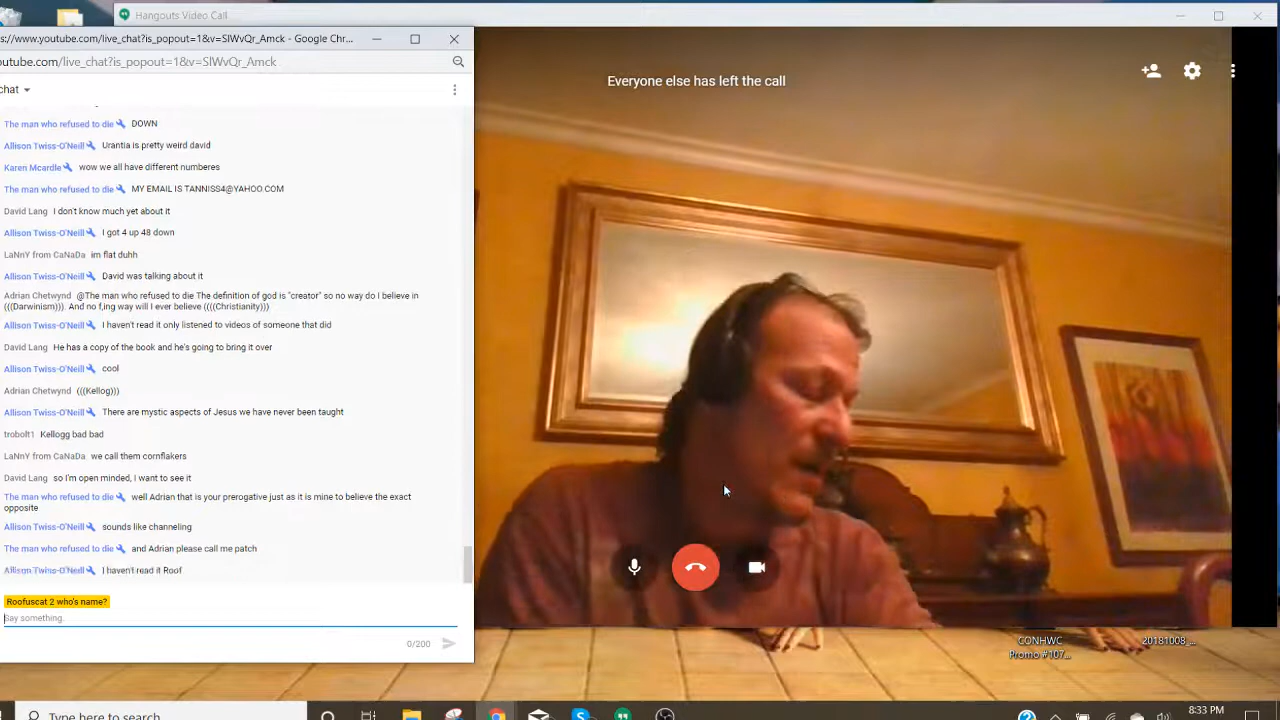 Hangouts Video Call
s://www.youtube.com/live_chat?is_popout=1&v=SlWvQr_Amck - Google Chr...
outube.com/live_chat?is_popout=1&v=SlWvQr_Amck
chat
The man who refused to die DOWN
Allison Twiss-O'Neill Urantia is pretty weird david
Karen Mcardle wow we all have different numberes
The man who refused to die MY EMAIL IS TANNISS4@YAHOO.COM
David Lang I don't know much yet about it
Allison Twiss-O'Neill I got 4 up 48 down
LaNnY from CaNaDa im flat duhh
Allison Twiss-O'Neill David was talking about it
Adrian Chetwynd @The man who refused to die The definition of god is "creator" so no way do I believe in
(((Darwinism))). And no f,ing way will I ever believe ((((Christianity)))
Allison Twiss-O'Neill I haven't read it only listened to videos of someone that did
David Lang He has a copy of the book and he's going to bring it over
Allison Twiss-O'Neill cool
Adrian Chetwynd (((Kellog)))
Allison Twiss-O'Neill There are mystic aspects of Jesus we have never been taught
trobolt1 Kellogg bad bad
LaNnY from CaNaDa we call them cornflakers
David Lang so I'm open minded, I want to see it
The man who refused to die well Adrian that is your prerogative just as it is mine to believe the exact
opposite
Allison Twiss-O'Neill sounds like channeling
The man who refused to die and Adrian please call me patch
Allison Twiss-O'Neill I haven't read it Roof
Roofuscat 2 who's name?
Say something.
0/200
Everyone else has left the call
CONHWC
Promo #107...
20181008_...
Type here to search
8:33 PM